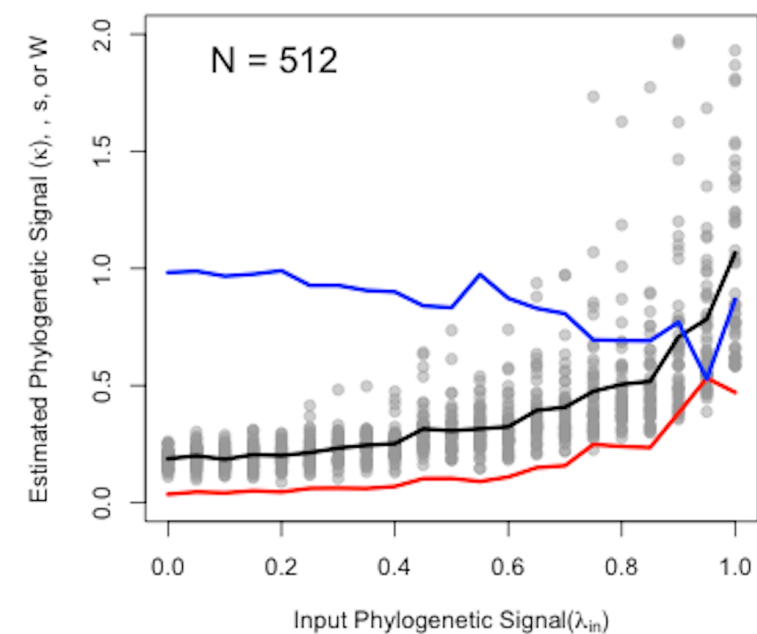 N = 512
Estimated Phylogenetic Signal (κ), , s, or W
2.0
1.5
1.0
0.5
0.0
0.0 0.2 0.4 0.6 0.8 1.0
Input Phylogenetic Signal(λin)